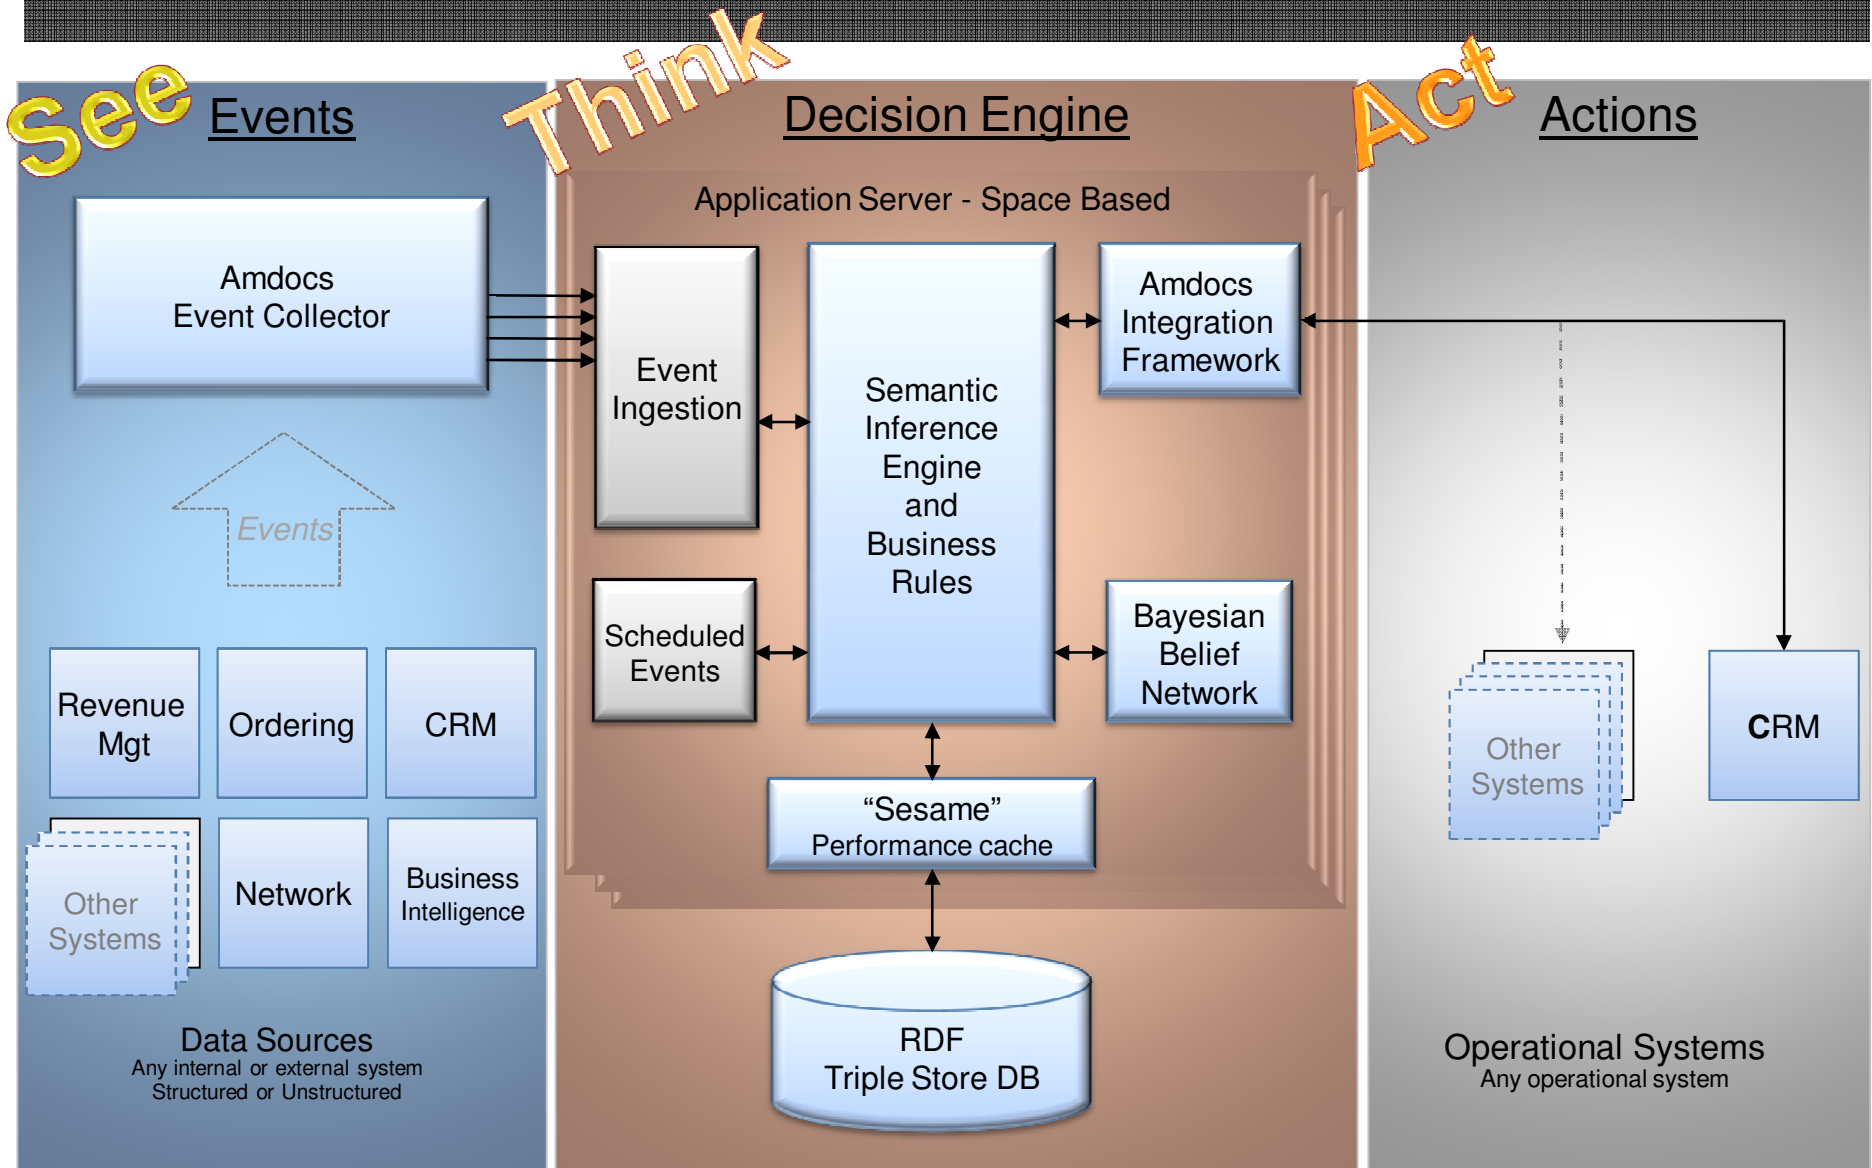 See
Events
Amdocs
Event Collector
Events
Revenue
Mgt
Ordering
CRM
Other
Systems
Network
Business
Intelligence
Data Sources
Any internal or external system
Structured or Unstructured
Think
Decision Engine
Application Server - Space Based
Event
Ingestion
Scheduled
Events
Semantic
Inference
Engine
and
Business
Rules
Amdocs
Integration
Framework
Bayesian
Belief
Network
“Sesame”
Performance cache
RDF
Triple Store DB
Act
Actions
Other
Systems
CRM
Operational Systems
Any operational system